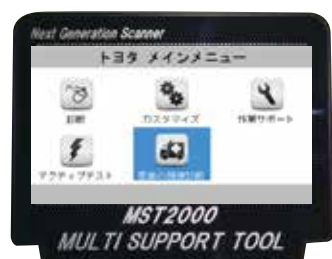 Next Generation Scanner
トヨタ メインメニュー
診断
カスタマイズ
作業サポート
アクティブテスト
MST2000
MULTI SUPPORT TOOL